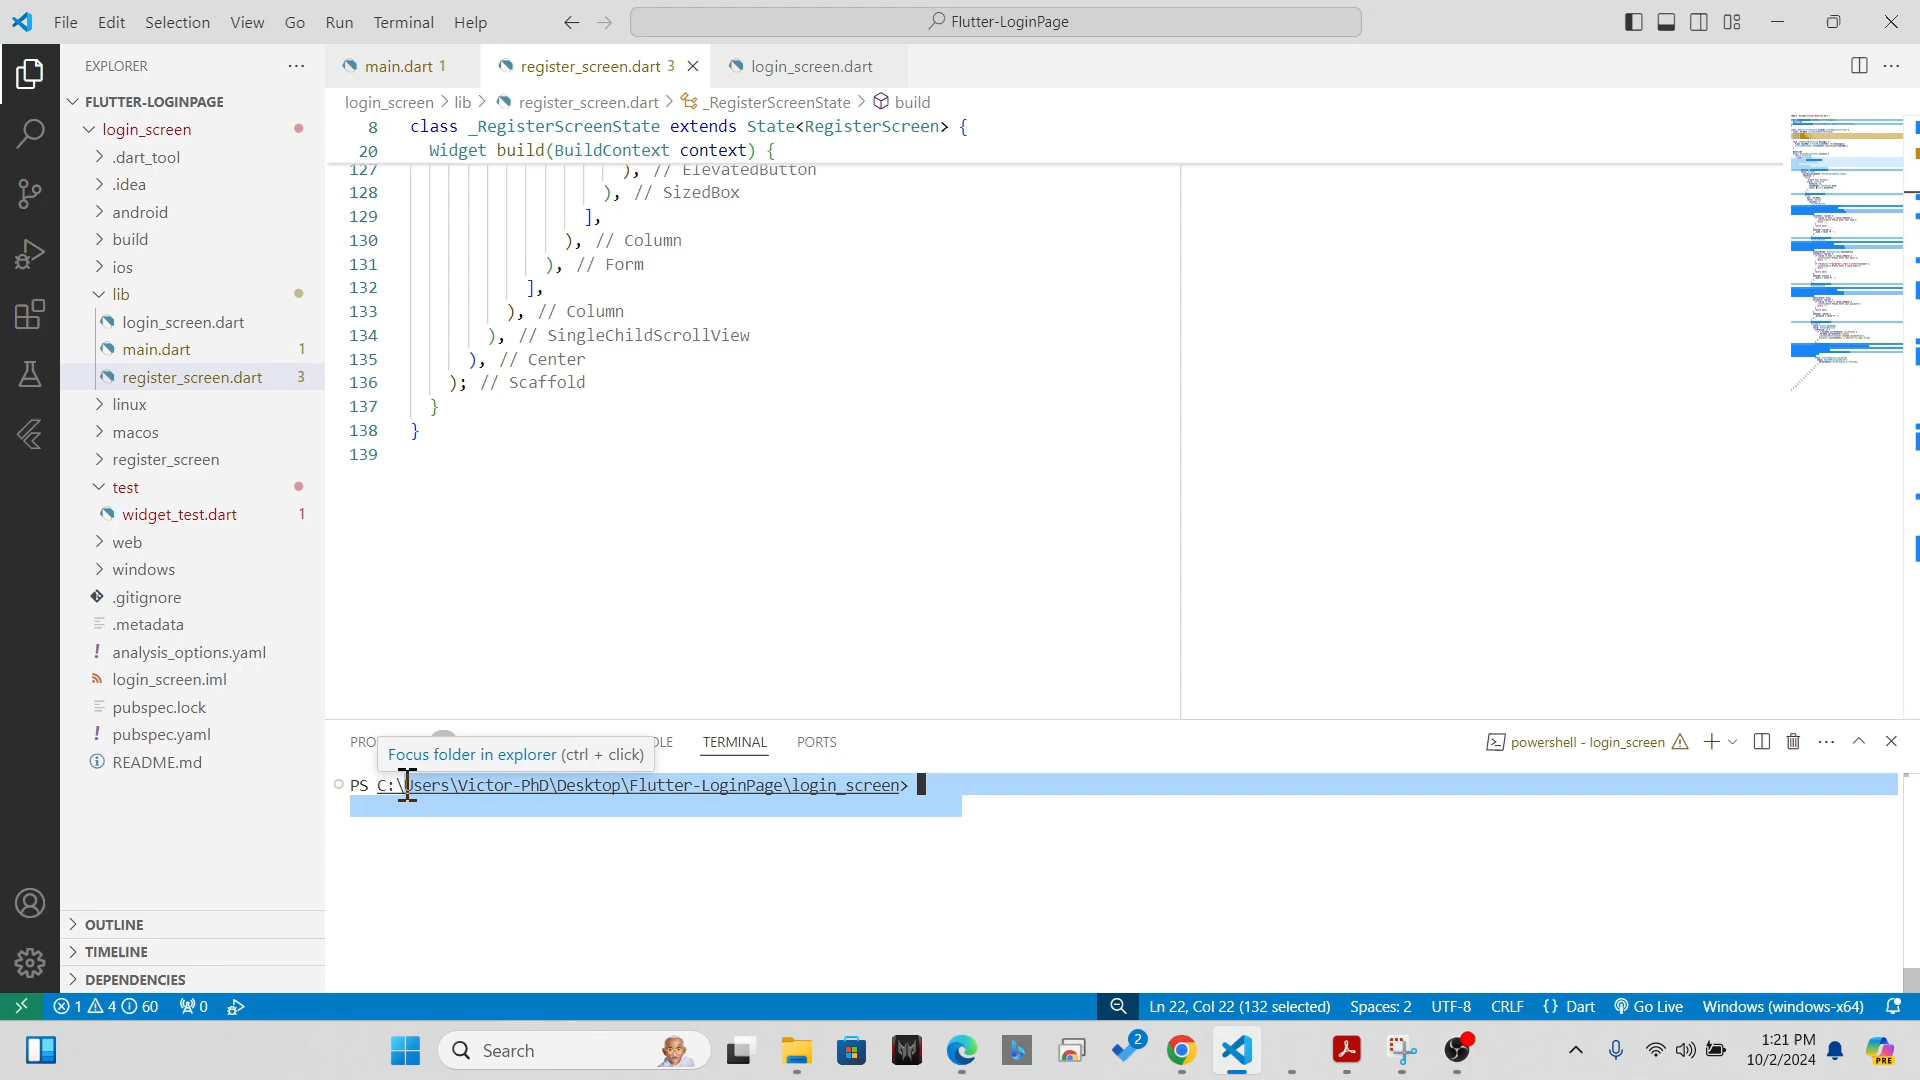 File Edit Selection View Go Run Terminal Help
Flutter-LoginPage
EXPLORER
main.dart 1
register_screen.dart 3
login_screen.dart
FLUTTER-LOGINPAGE
login_screen
.dart_tool
.idea
android
build
ios
lib
login_screen.dart
main.dart 1
register_screen.dart 3
linux
macos
register_screen
test
widget_test.dart 1
web
windows
.gitignore
.metadata
! analysis_options.yaml
login_screen.iml
pubspec.lock
! pubspec.yaml
README.md
OUTLINE
TIMELINE
DEPENDENCIES
login_screen > lib > register_screen.dart > _RegisterScreenState > build
8 class _RegisterScreenState extends State<RegisterScreen> {
20 Widget build(BuildContext context) {
127 ), // ElevatedButton
128 ), // SizedBox
129 ],
130 ), // Column
131 ), // Form
132 ],
133 ), // Column
134 ), // SingleChildScrollView
135 ), // Center
136 ); // Scaffold
137 }
138 }
139
PRO
OLE
TERMINAL
PORTS
powershell - login_screen
Focus folder in explorer (ctrl + click)
PS C:\Users\Victor-PhD\Desktop\Flutter-LoginPage\login_screen>
1 4 60 0
Ln 22, Col 22 (132 selected) Spaces: 2 UTF-8 CRLF {} Dart Go Live Windows (windows-x64)
Search
2
PRE
1:21 PM
10/2/2024